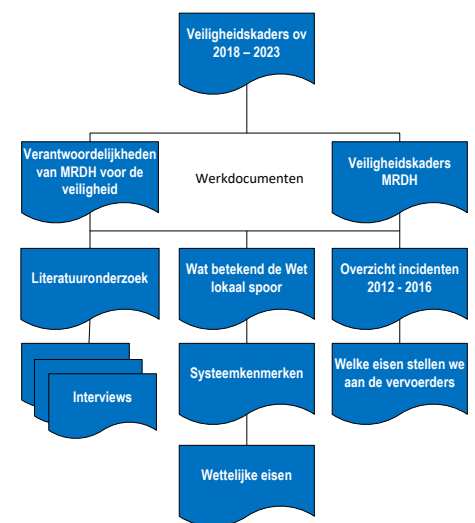 Veiligheidskaders ov
2018 – 2023
Verantwoordelijkheden
van MRDH voor de
veiligheid
Werkdocumenten
Veiligheidskaders
MRDH
Literatuuronderzoek
Wat betekend de Wet
lokaal spoor
Overzicht incidenten
2012 - 2016
Interviews
Systeemkenmerken
Welke eisen stellen we
aan de vervoerders
Wettelijke eisen